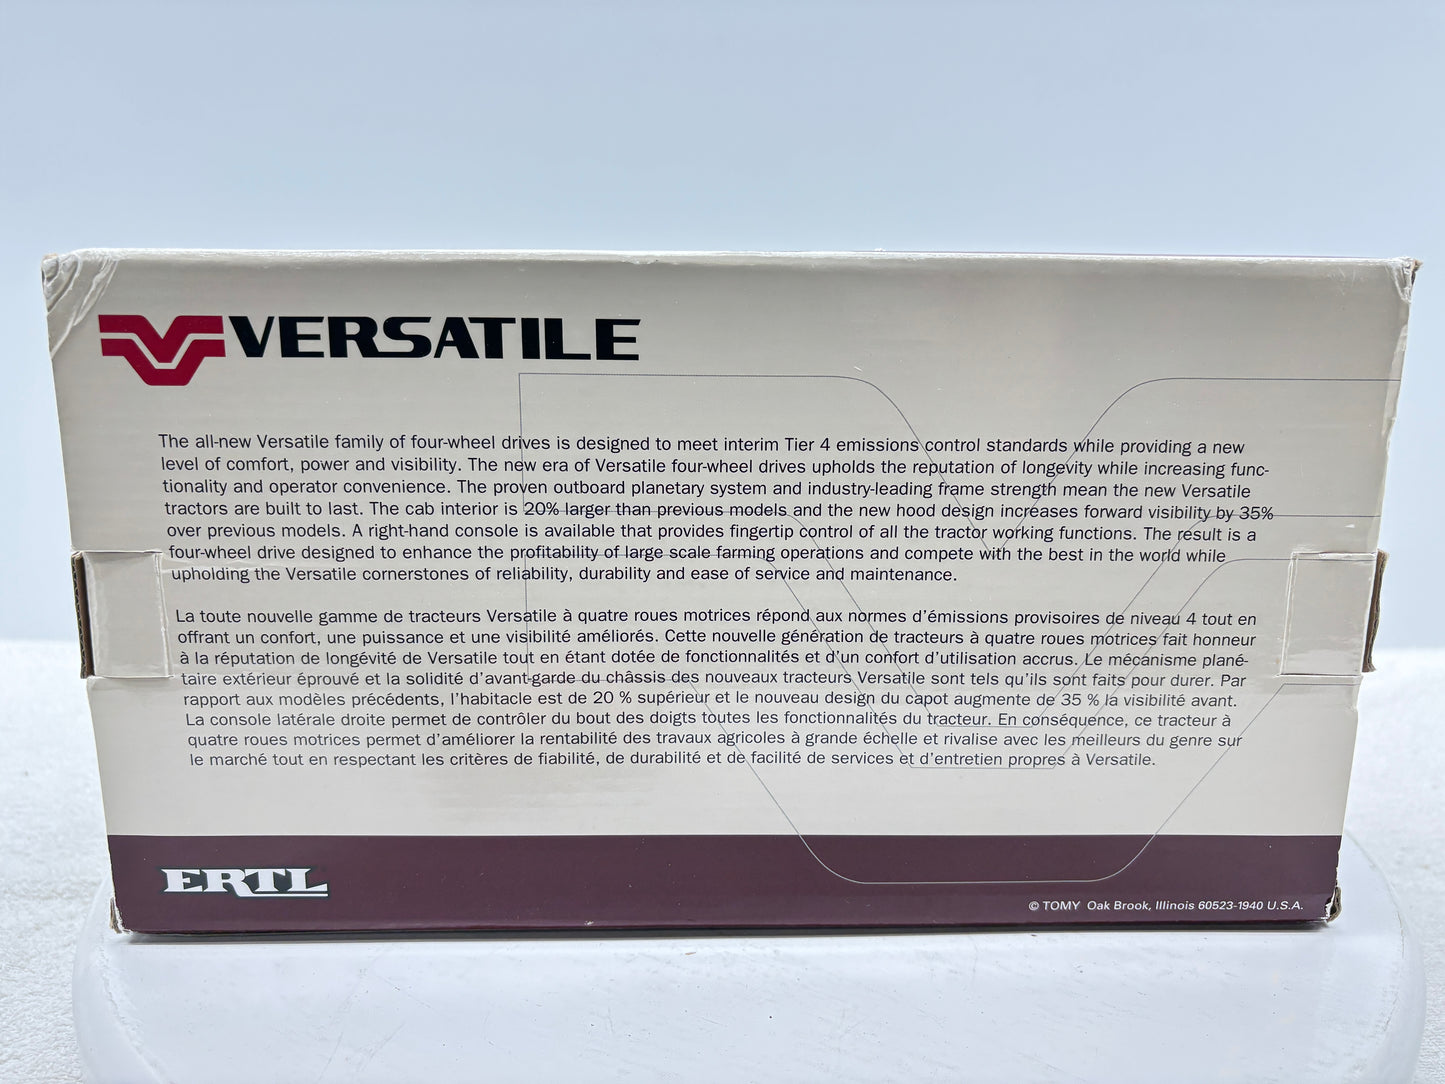 VERSATILE
The all-new Versatile family of four-wheel drives is designed to meet interim Tier 4 emissions control standards while providing a new
level of comfort, power and visibility. The new era of Versatile four-wheel drives upholds the reputation of longevity while increasing func-
tionality and operator convenience. The proven outboard planetary system and industry-leading frame strength mean the new Versatile
tractors are built to last. The cab interior is 20% larger than previous models and the new hood design increases forward visibility by 35%
over previous models. A right-hand console is available that provides fingertip control of all the tractor working functions. The result is a
four-wheel drive designed to enhance the profitability of large scale farming operations and compete with the best in the world while
upholding the Versatile cornerstones of reliability, durability and ease of service and maintenance.
La toute nouvelle gamme de tracteurs Versatile à quatre roues motrices répond aux normes d'émissions provisoires de niveau 4 tout en
offrant un confort, une puissance et une visibilité améliorés. Cette nouvelle génération de tracteurs à quatre roues motrices fait honneur
à la réputation de longévité de Versatile tout en étant dotée de fonctionnalités et d'un confort d'utilisation accrus. Le mécanisme plané-
taire extérieur éprouvé et la solidité d'avant-garde du châssis des nouveaux tracteurs Versatile sont tels qu'ils sont faits pour durer. Par
rapport aux modèles précédents, l'habitacle est de 20 % supérieur et le nouveau design du capot augmente de 35 % la visibilité avant.
La console latérale droite permet de contrôler du bout des doigts toutes les fonctionnalités du tracteur. En conséquence, ce tracteur à
quatre roues motrices permet d'améliorer la rentabilité des travaux agricoles à grande échelle et rivalise avec les meilleurs du genre sur
le marché tout en respectant les critères de fiabilité, de durabilité et de facilité de services et d'entretien propres à Versatile.
ERTL
© TOMY Oak Brook, Illinois 60523-1940 U.S.A.